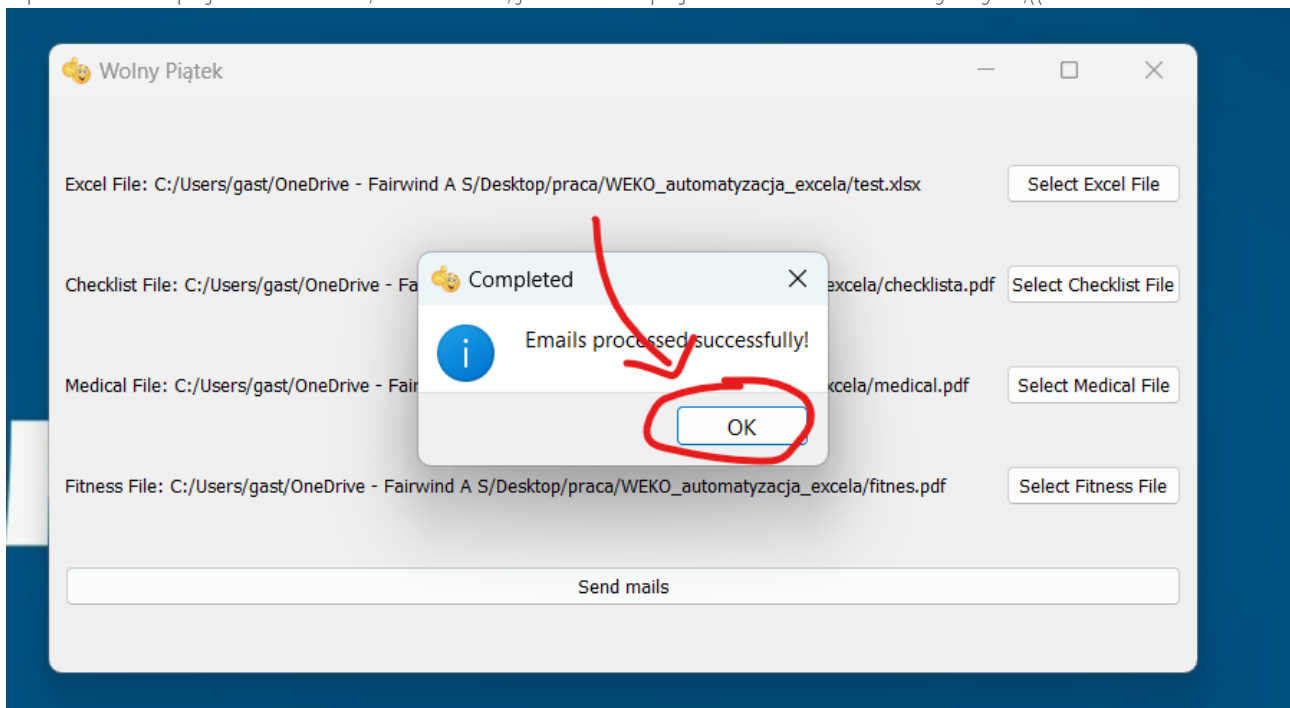 Wolny Piątek
Excel File: C:/Users/gast/OneDrive - Fairwind A S/Desktop/praca/WEKO_automatyzacja_excela/test.xlsx
Select Excel File
Completed
Checklist File: C:/Users/gast/OneDrive - Fa
excela/checklista.pdf
Select Checklist File
Emails processed successfully!
Medical File: C:/Users/gast/OneDrive - Fair
xcela/medical.pdf
Select Medical File
OK
Fitness File: C:/Users/gast/OneDrive - Fairwind A S/Desktop/praca/WEKO_automatyzacja_excela/fitnes.pdf
Select Fitness File
Send mails